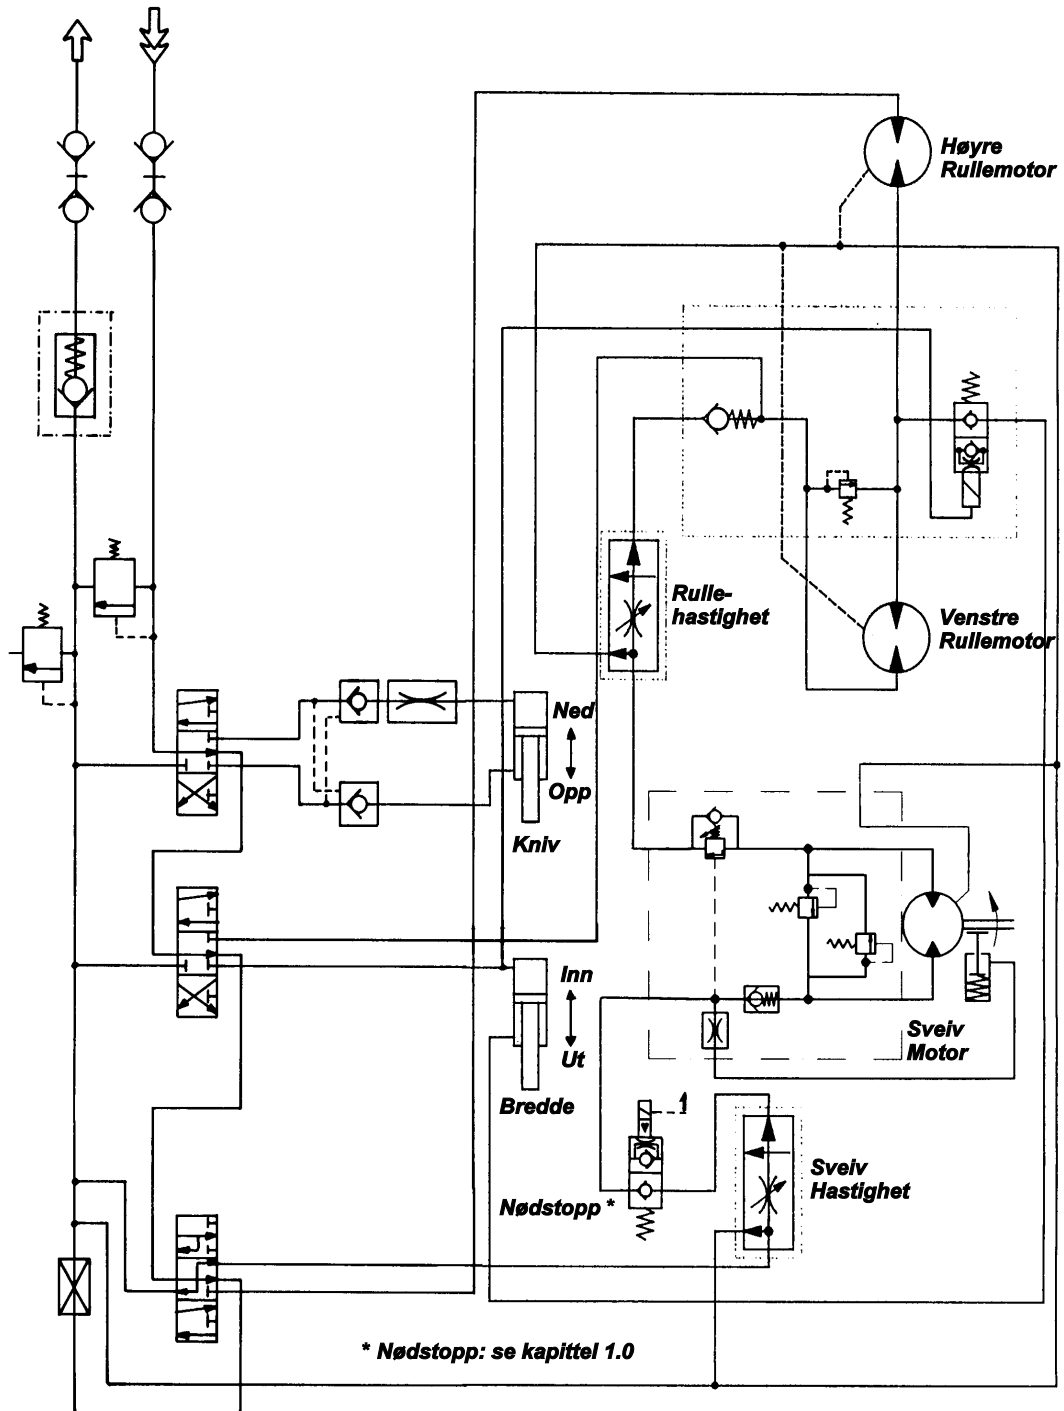 Høyre
Rullemotor
Rulle-
hastighet
Venstre
Rullemotor
Ned
Opp
Kniv
Inn
Ut
Bredde
Sveiv
Motor
Sveiv
Hastighet
Nødstopp *
* Nødstopp: se kapittel 1.0